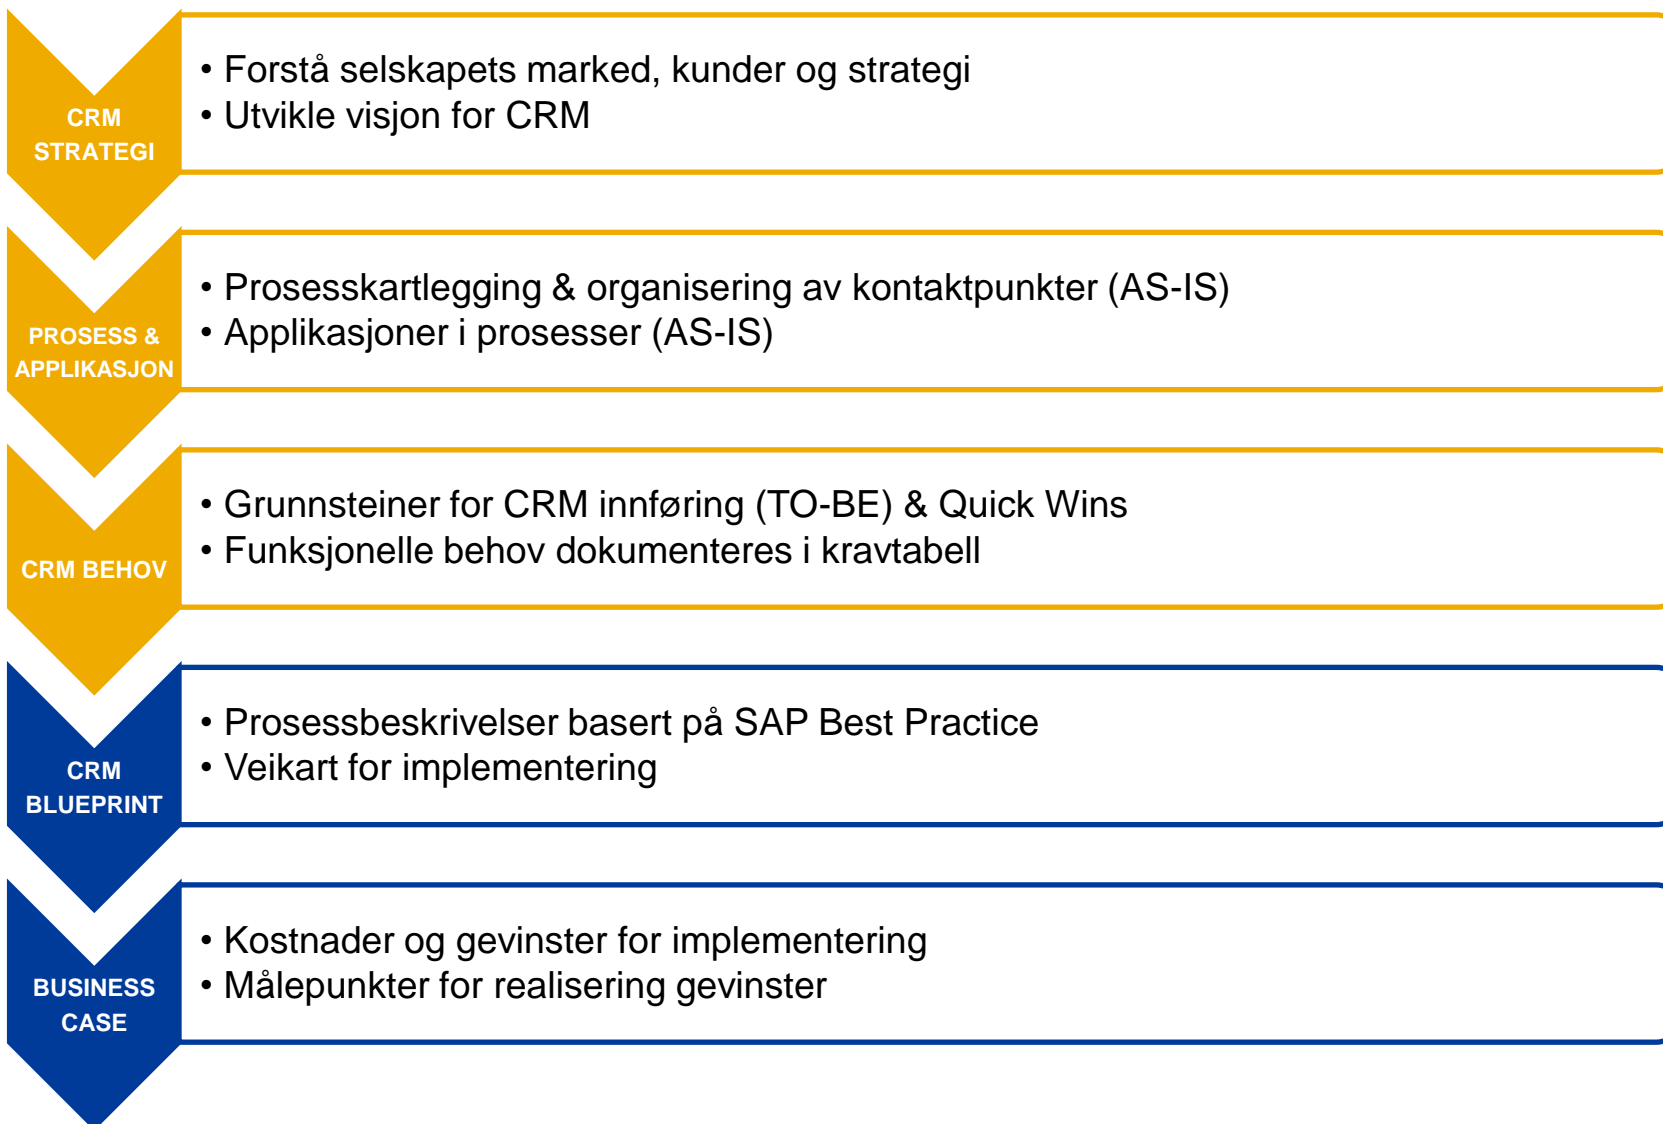 CRM
STRATEGI
• Forstå selskapets marked, kunder og strategi
• Utvikle visjon for CRM
PROSESS &
APPLIKASJON
• Prosesskartlegging & organisering av kontaktpunkter (AS-IS)
• Applikasjoner i prosesser (AS-IS)
CRM BEHOV
• Grunnsteiner for CRM innføring (TO-BE) & Quick Wins
• Funksjonelle behov dokumenteres i kravtabell
CRM
BLUEPRINT
• Prosessbeskrivelser basert på SAP Best Practice
• Veikart for implementering
BUSINESS
CASE
• Kostnader og gevinster for implementering
• Målepunkter for realisering gevinster